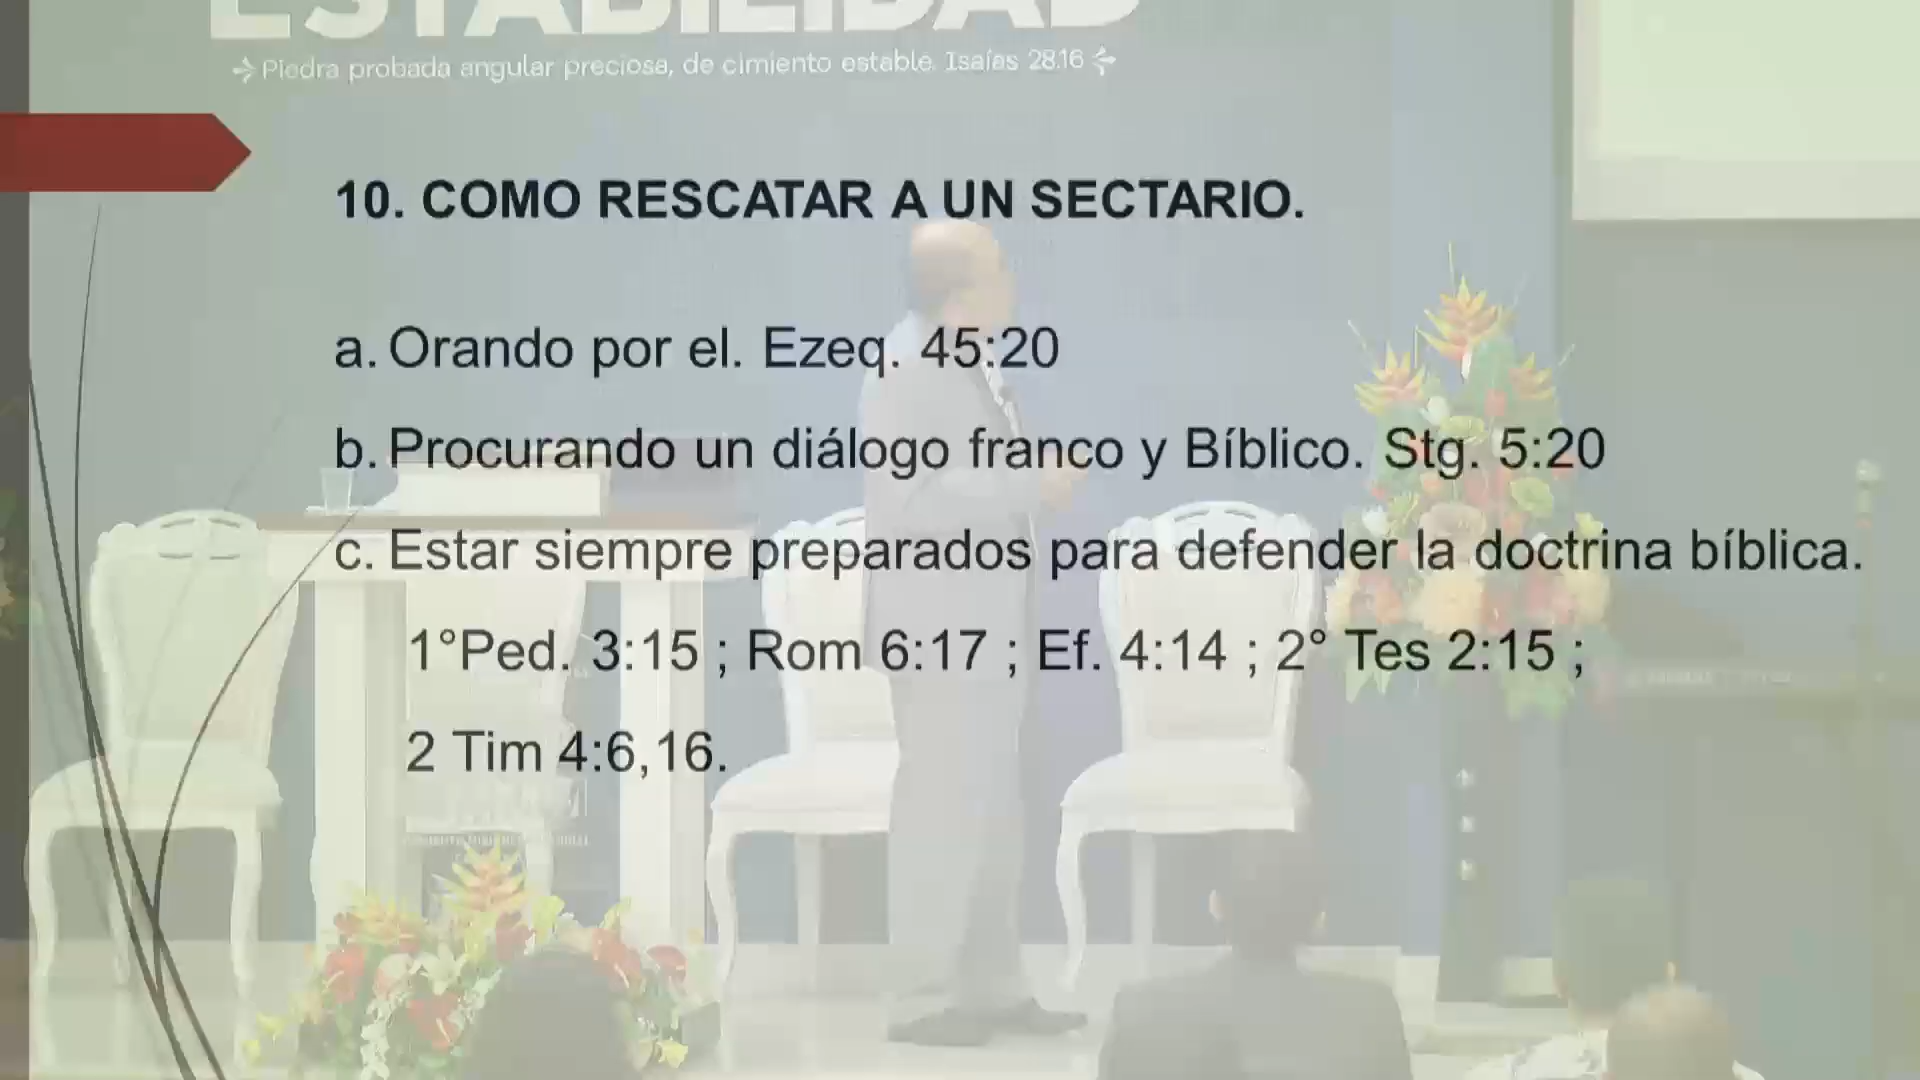 ESTABILIDAD
Piedra probada angular preciosa, de cimiento estable. Isaías 28.16
10. COMO RESCATAR A UN SECTARIO.
a. Orando por el. Ezeq. 45:20
b. Procurando un diálogo franco y Bíblico. Stg. 5:20
c. Estar siempre preparados para defender la doctrina bíblica.
1°Ped. 3:15 ; Rom 6:17 ; Ef. 4:14 ; 2° Tes 2:15 ;
2 Tim 4:6,16.